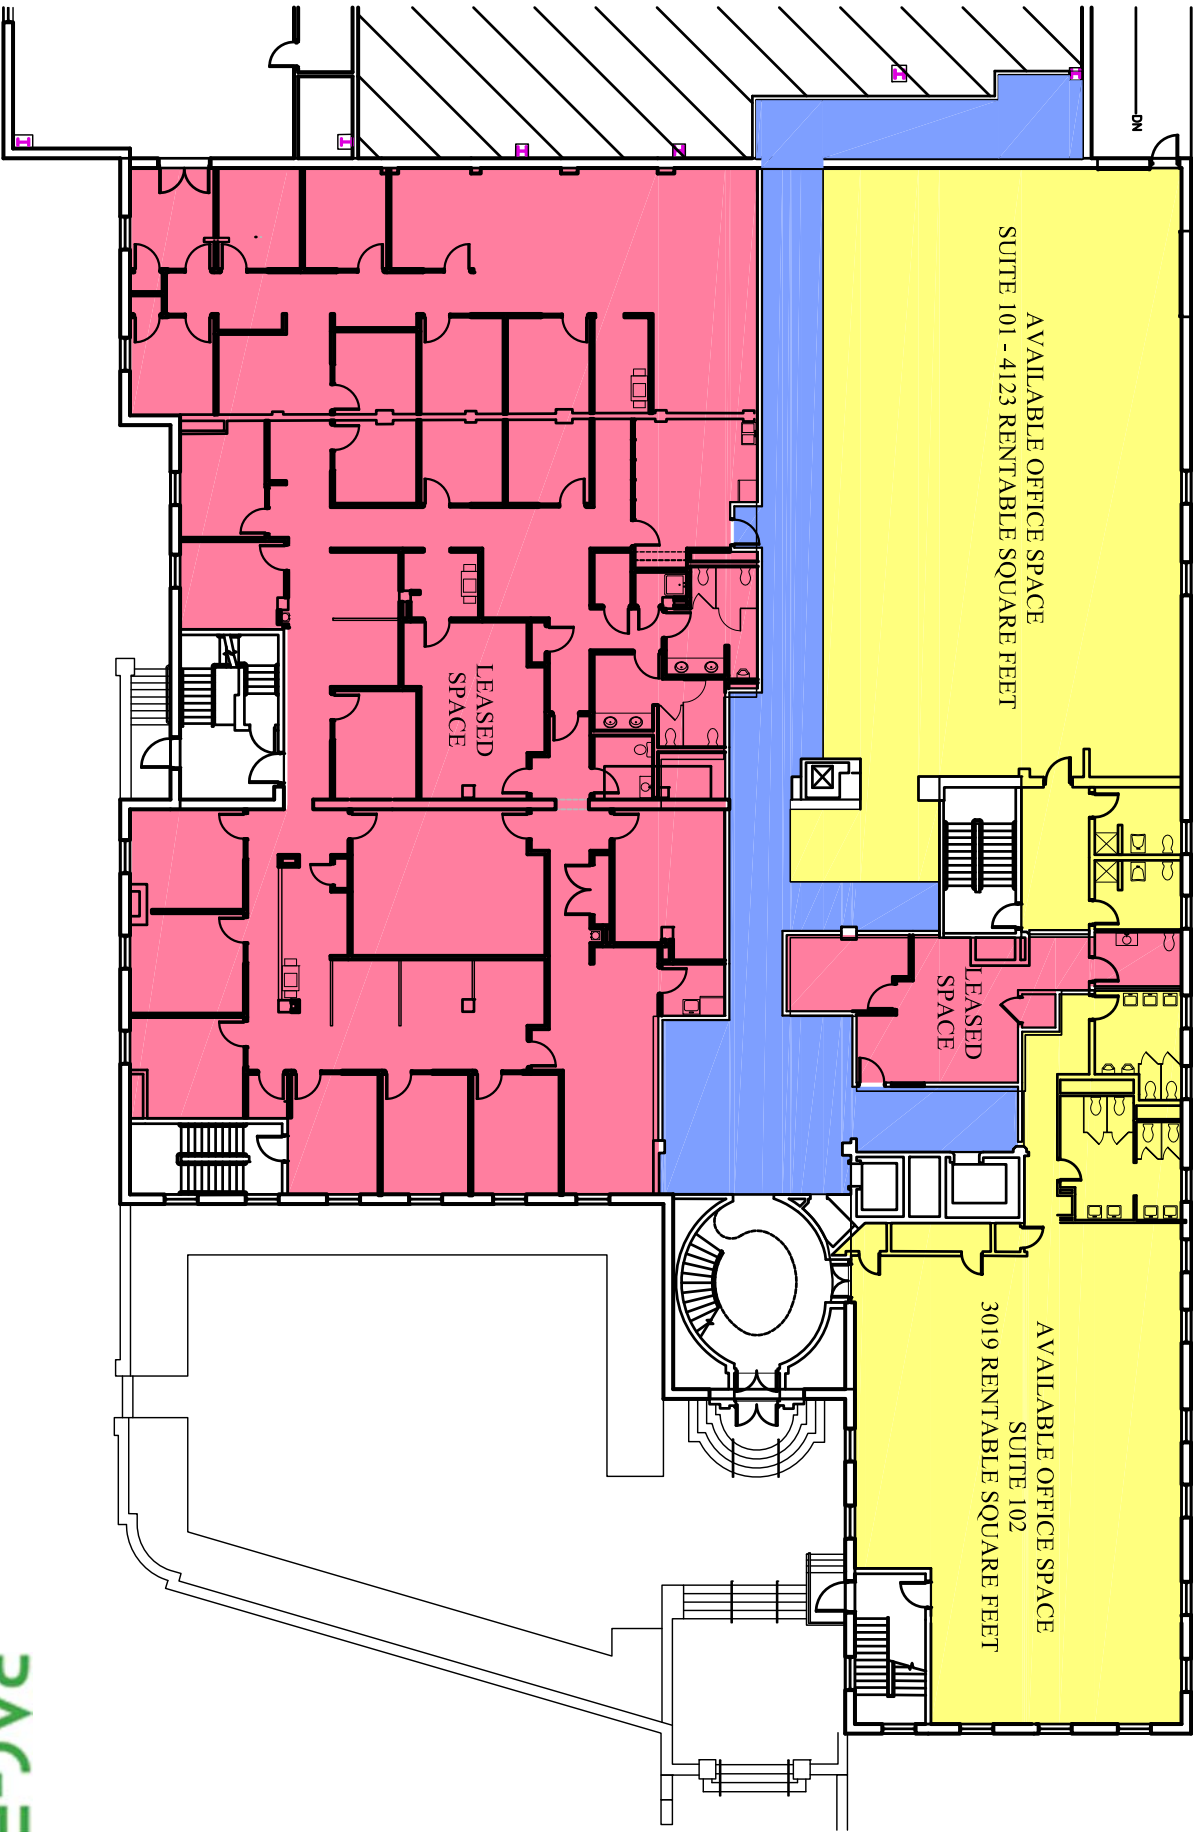 DN
AVAILABLE OFFICE SPACE
SUITE 101 - 4123 RENTABLE SQUARE FEET
LEASED
SPACE
LEASED
SPACE
AVAILABLE OFFICE SPACE
SUITE 102
3019 RENTABLE SQUARE FEET